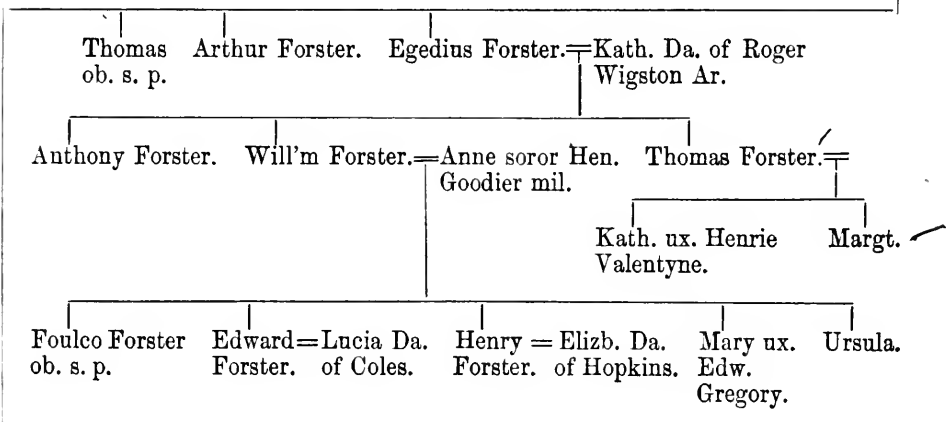 Thomas Arthur Forster. Egedius Forster.=Kath. Da. of Roger
ob. s. p. Wigston Ar.
Anthony Forster. Will'm Forster.=Anne soror Hen. Thomas Forster.=
Goodier mil.
Kath. ux. Henrie Margt.
Valentyne.
Foulco Forster Edward=Lucia Da. Henry = Elizb. Da. Mary ux. Ursula.
ob. s. p. Forster. of Coles. Forster. of Hopkins. Edw.
Gregory.